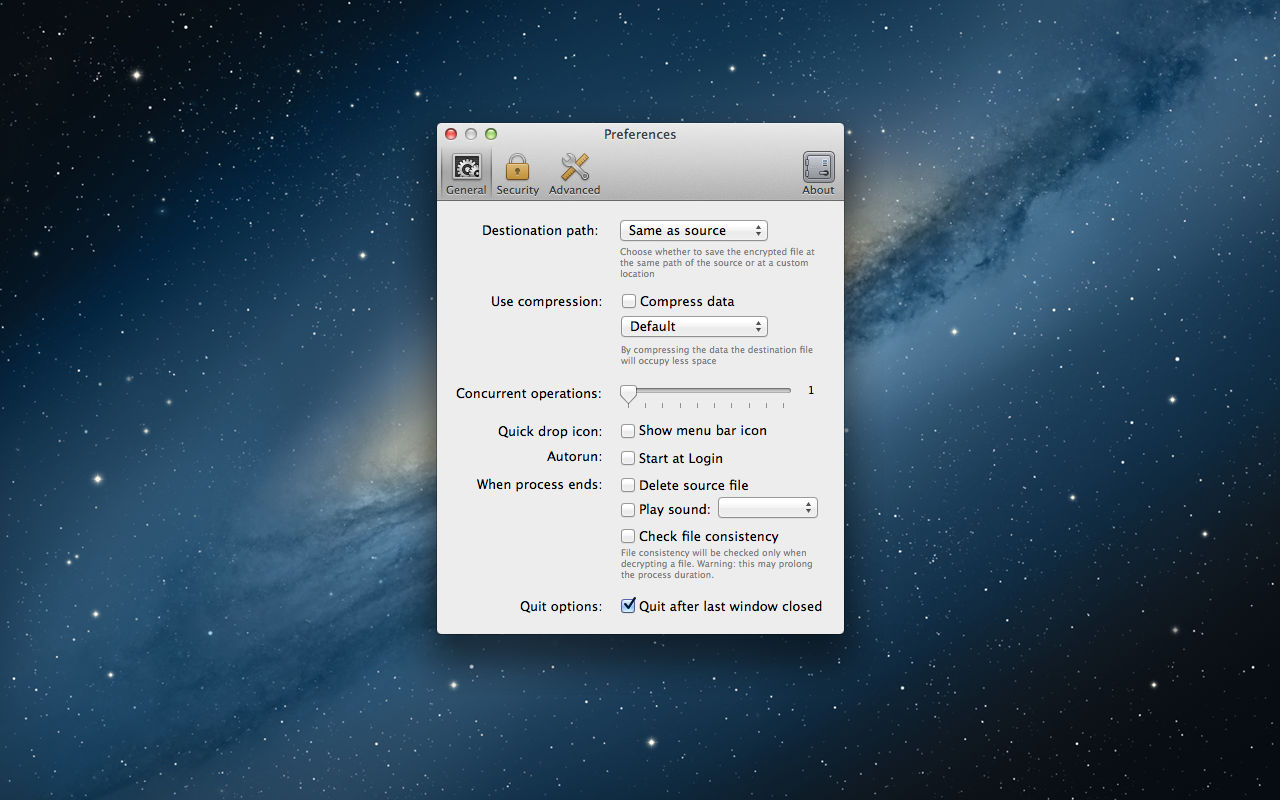 Preferences
General
Security
Advanced
About
Destionation path:
Same as source
Choose whether to save the encrypted file at
the same path of the source or at a custom
location
Use compression:
Compress data
Default
By compressing the data the destination file
will occupy less space
Concurrent operations:
1
Quick drop icon:
Show menu bar icon
Autorun:
Start at Login
When process ends:
Delete source file
Play sound:
Check file consistency
File consistency will be checked only when
decrypting a file. Warning: this may prolong
the process duration.
Quit options:
Quit after last window closed